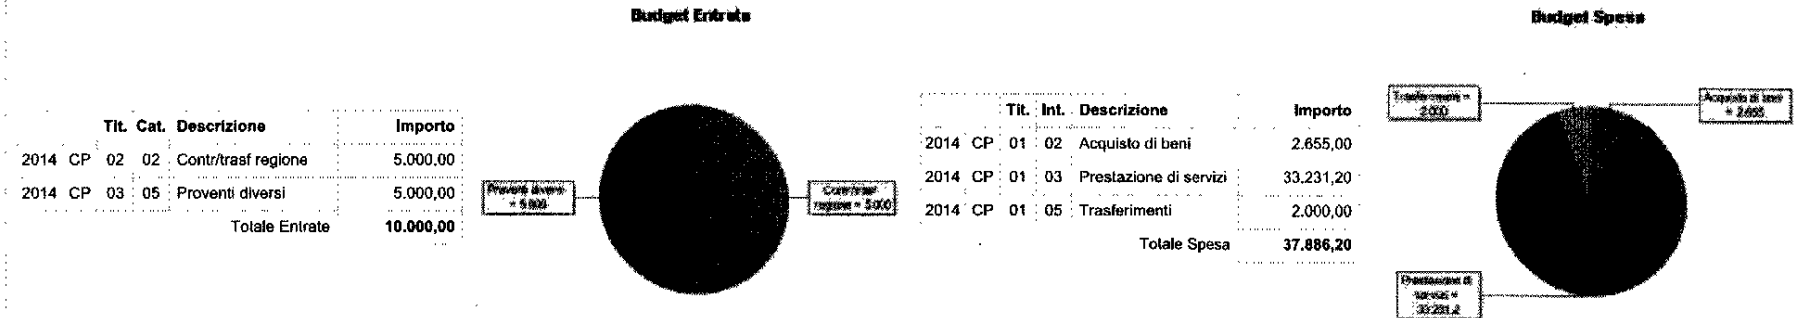 Budget Entrata
Tit. Cat. Descrizione Importo
2014 CP 02 02 Contr/trasf regione 5.000,00
2014 CP 03 05 Proventi diversi 5.000,00
Totale Entrate 10.000,00
Proventi diversi
= 5.000
Contr/trasf
regione = 5.000
Budget Spesa
Tit. Int. Descrizione Importo
2014 CP 01 02 Acquisto di beni 2.655,00
2014 CP 01 03 Prestazione di servizi 33.231,20
2014 CP 01 05 Trasferimenti 2.000,00
Totale Spesa 37.886,20
Trasferimenti =
2.000
Acquisto di beni
= 2.655
Prestazione di
servizi =
33.231,2